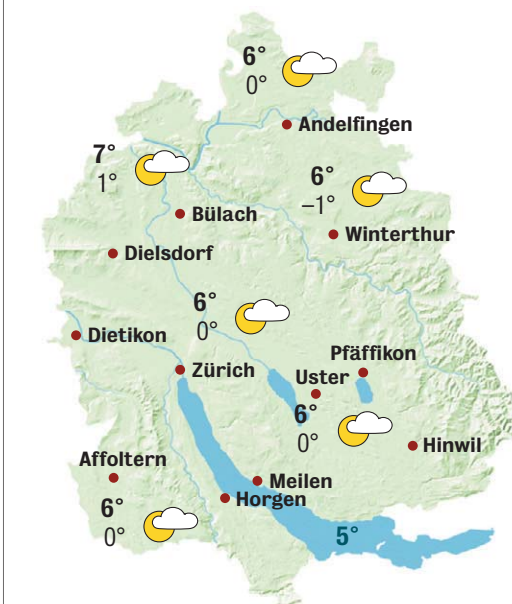 6°
0°
Andelfingen
7°
1°
6°
–1°
Bülach
Winterthur
Dielsdorf
6°
0°
Dietikon
Pfäffikon
Zürich
Uster
6°
0°
Hinwil
Affoltern
Meilen
Horgen
6°
0°
5°